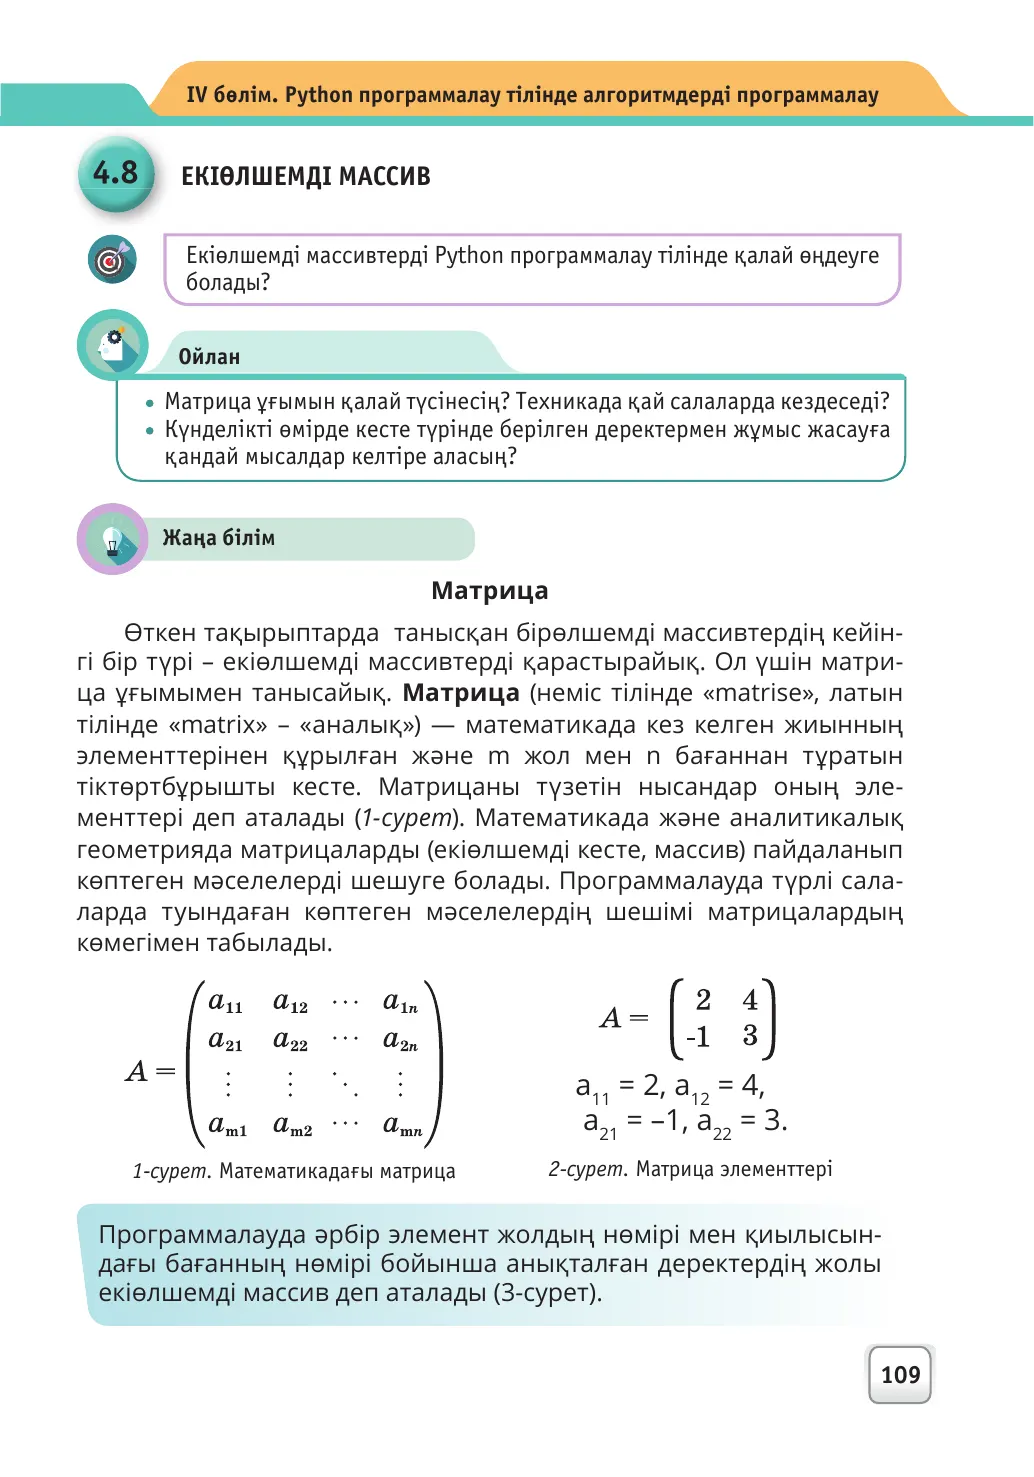 IV бөлім. Python программалау тілінде алгоритмдерді программалау
4.8
ЕКІӨЛШЕМДІ МАССИВ
Екіөлшемді массивтерді Python программалау тілінде қалай өңдеуге
болады?
Ойлан
• Матрица ұғымын қалай түсінесің? Техникада қай салаларда кездеседі?
• Күнделікті өмірде кесте түрінде берілген деректермен жұмыс жасауға
қандай мысалдар келтіре аласың?
Жаңа білім
Матрица
Өткен тақырыптарда танысқан бірөлшемді массивтердің кейін-
гі бір түрі – екіөлшемді массивтерді қарастырайық. Ол үшін матри-
ца ұғымымен танысайық. Матрица (неміс тілінде «matrise», латын
тілінде «matrix» – «аналық») — математикада кез келген жиынның
элементтерінен құрылған және m жол мен n бағаннан тұратын
тіктөртбұрышты кесте. Матрицаны түзетін нысандар оның эле-
менттері деп аталады (1-сурет). Математикада және аналитикалық
геометрияда матрицаларды (екіөлшемді кесте, массив) пайдаланып
көптеген мәселелерді шешуге болады. Программалауда түрлі сала-
ларда туындаған көптеген мәселелердің шешімі матрицалардың
көмегімен табылады.
a₁₁ a₁₂ ⋯ a₁ₙ
a₂₁ a₂₂ ⋯ a₂ₙ
A =
⋮ ⋮ ⋱ ⋮
aₘ₁ aₘ₂ ⋯ aₘₙ
1-сурет. Математикадағы матрица
2 4
A =
-1 3
a₁₁ = 2, a₁₂ = 4,
a₂₁ = –1, a₂₂ = 3.
2-сурет. Матрица элементтері
Программалауда әрбір элемент жолдың нөмірі мен қиылысын-
дағы бағанның нөмірі бойынша анықталған деректердің жолы
екіөлшемді массив деп аталады (3-сурет).
109